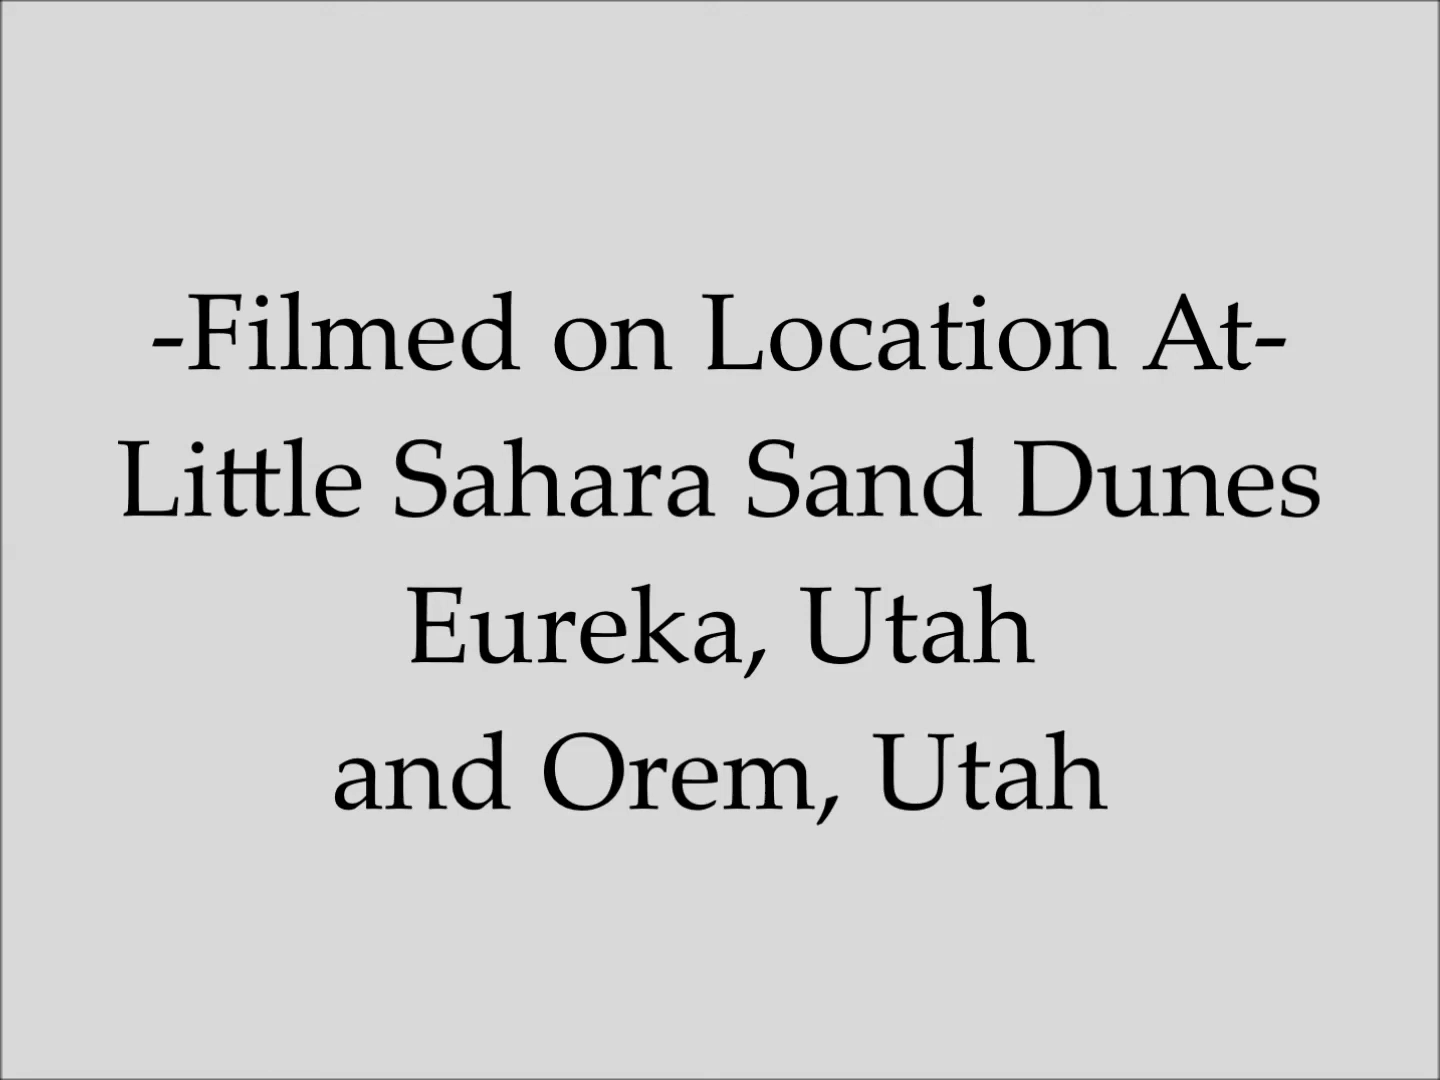 -Filmed on Location At-
Little Sahara Sand Dunes
Eureka, Utah
and Orem, Utah